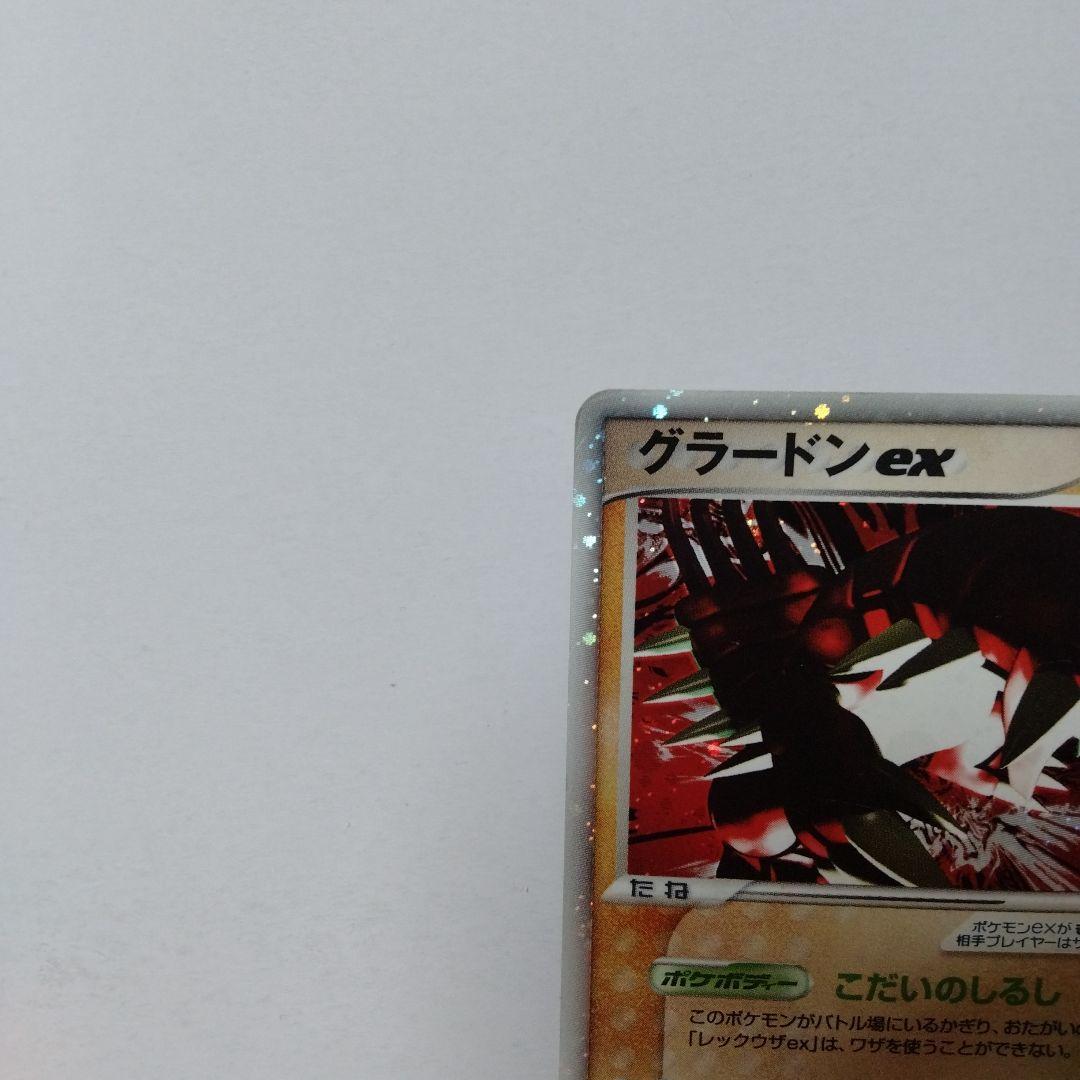 グラードンex
たね
ポケモンexが
相手プレイヤーは
ポケボディー こだいのしるし
このポケモンがバトル場にいるかぎり、おたがいの
「レックウザex」は、ワザを使うことができない。